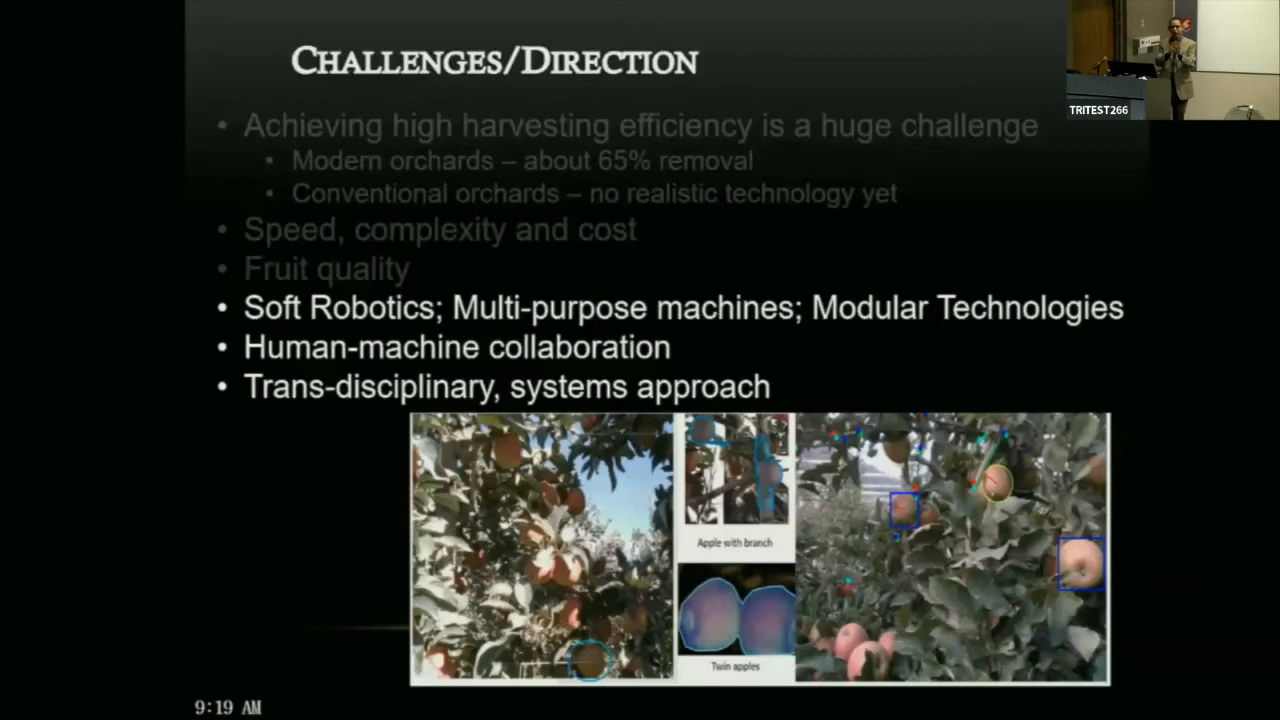 CHALLENGES/DIRECTION
TRITEST266
• Achieving high harvesting efficiency is a huge challenge
▪ Modern orchards – about 65% removal
▪ Conventional orchards – no realistic technology yet
• Speed, complexity and cost
• Fruit quality
• Soft Robotics; Multi-purpose machines; Modular Technologies
• Human-machine collaboration
• Trans-disciplinary, systems approach
Apple with branch
Twin apples
9:19 AM